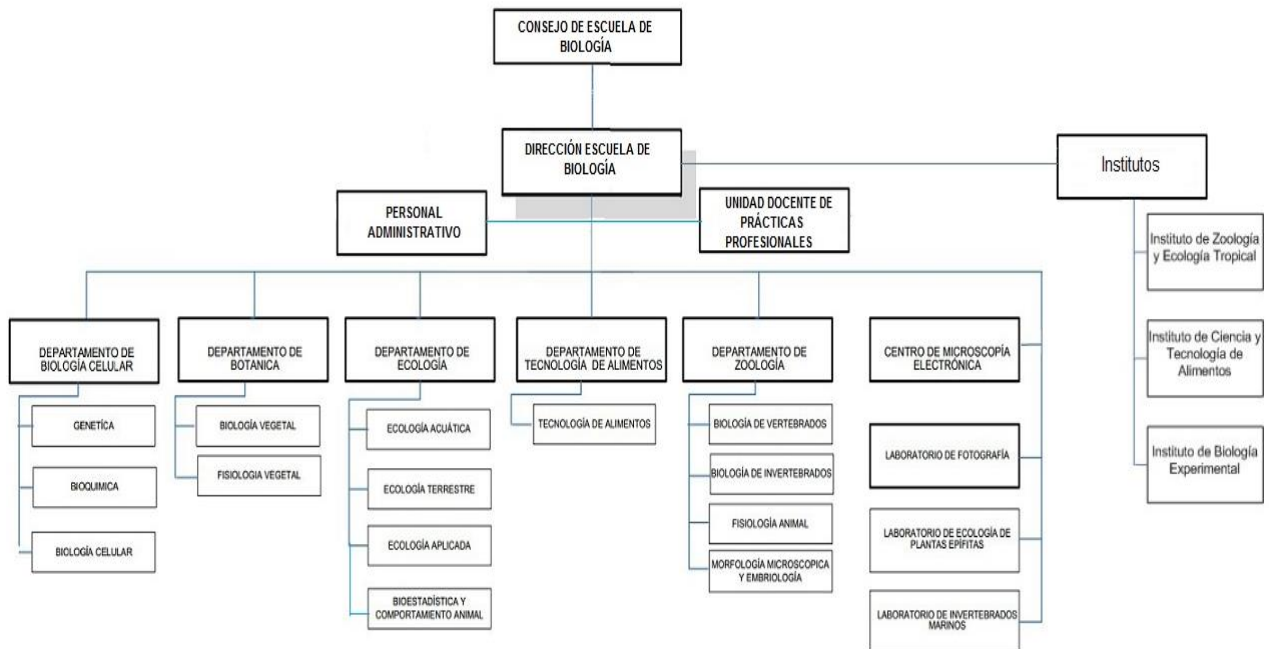 CONSEJO DE ESCUELA DE
BIOLOGÍA
DIRECCIÓN ESCUELA DE
BIOLOGÍA
Institutos
PERSONAL
ADMINISTRATIVO
UNIDAD DOCENTE DE
PRÁCTICAS
PROFESIONALES
Instituto de Zoología
y Ecología Tropical
Instituto de Ciencia y
Tecnología de
Alimentos
Instituto de Biología
Experimental
DEPARTAMENTO DE
BIOLOGÍA CELULAR
GENETÍCA
BIOQUIMICA
BIOLOGÍA CELULAR
DEPARTAMENTO DE
BOTANICA
BIOLOGÍA VEGETAL
FISIOLOGIA VEGETAL
DEPARTAMENTO DE
ECOLOGÍA
ECOLOGÍA ACUÁTICA
ECOLOGÍA TERRESTRE
ECOLOGÍA APLICADA
BIOESTADÍSTICA Y
COMPORTAMIENTO ANIMAL
DEPARTAMENTO DE
TECNOLOGÍA DE ALIMENTOS
TECNOLOGÍA DE ALIMENTOS
DEPARTAMENTO DE
ZOOLOGÍA
BIOLOGÍA DE VERTEBRADOS
BIOLOGÍA DE INVERTEBRADOS
FISIOLOGÍA ANIMAL
MORFOLOGÍA MICROSCOPICA
Y EMBRIOLOGÍA
CENTRO DE MICROSCOPÍA
ELECTRÓNICA
LABORATORIO DE FOTOGRAFÍA
LABORATORIO DE ECOLOGÍA DE
PLANTAS EPÍFITAS
LABORATORIO DE INVERTEBRADOS
MARINOS